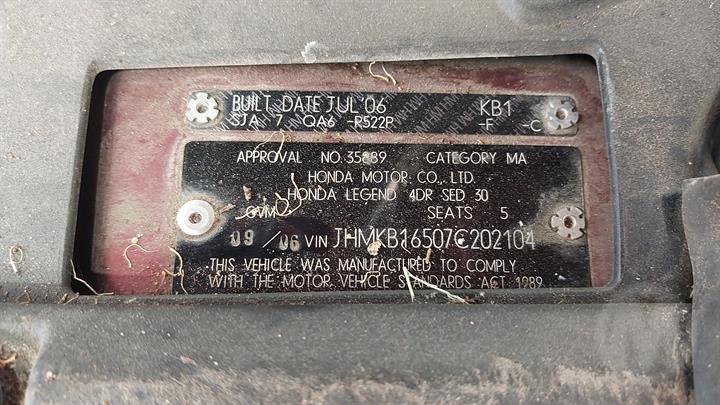 BUILT DATE JUL '06 KB1
SJA 7 QA6 -R522P -F -C
APPROVAL NO. 35889 CATEGORY MA
HONDA MOTOR CO., LTD.
HONDA LEGEND 4DR SED 30
GVM SEATS 5
09/06 VIN JHMKB16507C202104
THIS VEHICLE WAS MANUFACTURED TO COMPLY
WITH THE MOTOR VEHICLE STANDARDS ACT 1989